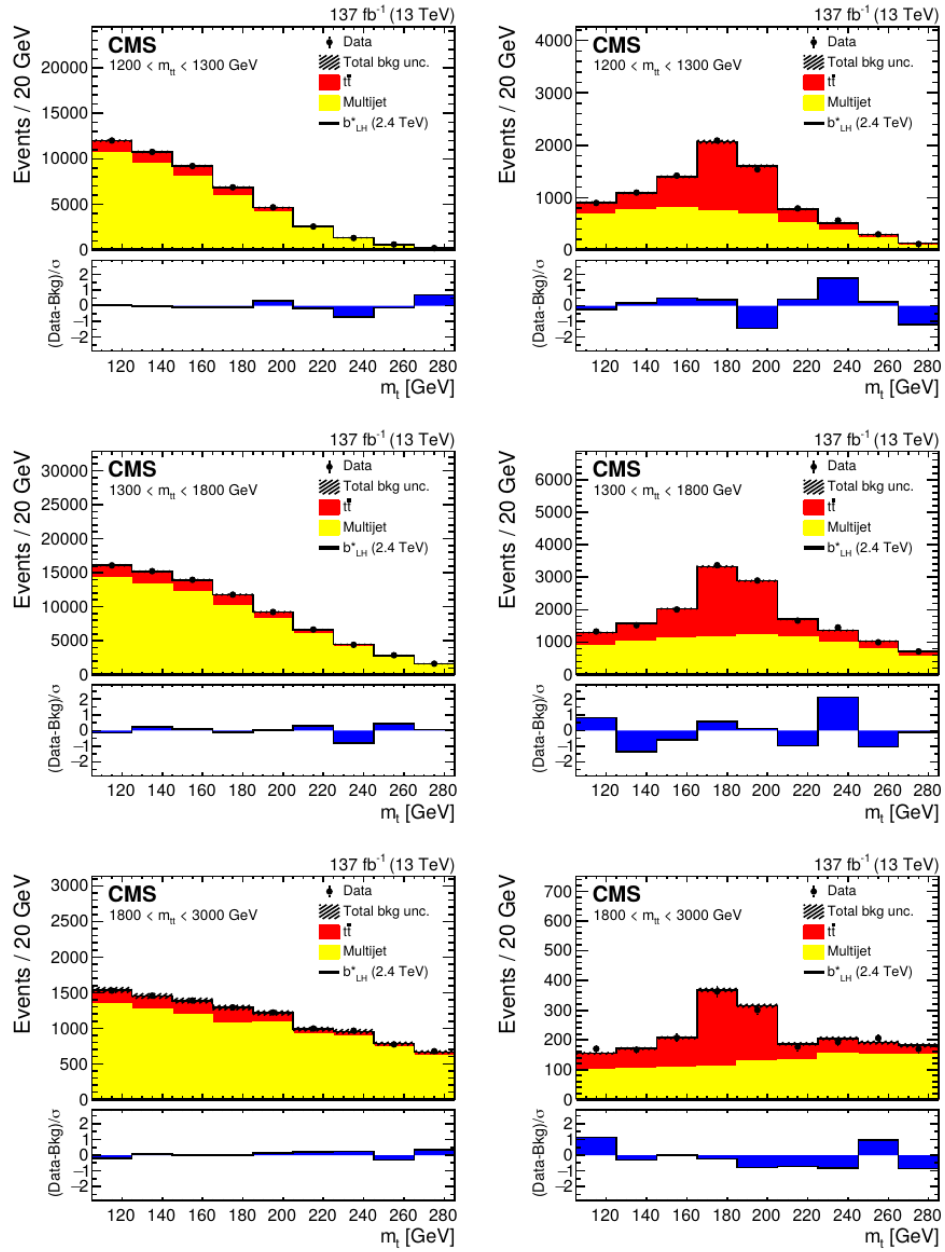 137 fb⁻¹ (13 TeV)
Events / 20 GeV
CMS
1200 < m_tt < 1300 GeV
Data
Total bkg unc.
tt̄
Multijet
b*_LH (2.4 TeV)
20000
15000
10000
5000
0
(Data-Bkg)/σ
2
1
0
−1
−2
120 140 160 180 200 220 240 260 280
m_t [GeV]
137 fb⁻¹ (13 TeV)
Events / 20 GeV
CMS
1200 < m_tt < 1300 GeV
Data
Total bkg unc.
tt̄
Multijet
b*_LH (2.4 TeV)
4000
3000
2000
1000
0
(Data-Bkg)/σ
2
1
0
−1
−2
120 140 160 180 200 220 240 260 280
m_t [GeV]
137 fb⁻¹ (13 TeV)
Events / 20 GeV
CMS
1300 < m_tt < 1800 GeV
Data
Total bkg unc.
tt̄
Multijet
b*_LH (2.4 TeV)
30000
25000
20000
15000
10000
5000
0
(Data-Bkg)/σ
2
1
0
−1
−2
120 140 160 180 200 220 240 260 280
m_t [GeV]
137 fb⁻¹ (13 TeV)
Events / 20 GeV
CMS
1300 < m_tt < 1800 GeV
Data
Total bkg unc.
tt̄
Multijet
b*_LH (2.4 TeV)
6000
5000
4000
3000
2000
1000
0
(Data-Bkg)/σ
2
1
0
−1
−2
120 140 160 180 200 220 240 260 280
m_t [GeV]
137 fb⁻¹ (13 TeV)
Events / 20 GeV
CMS
1800 < m_tt < 3000 GeV
Data
Total bkg unc.
tt̄
Multijet
b*_LH (2.4 TeV)
3000
2500
2000
1500
1000
500
0
(Data-Bkg)/σ
2
1
0
−1
−2
120 140 160 180 200 220 240 260 280
m_t [GeV]
137 fb⁻¹ (13 TeV)
Events / 20 GeV
CMS
1800 < m_tt < 3000 GeV
Data
Total bkg unc.
tt̄
Multijet
b*_LH (2.4 TeV)
700
600
500
400
300
200
100
0
(Data-Bkg)/σ
2
1
0
−1
−2
120 140 160 180 200 220 240 260 280
m_t [GeV]